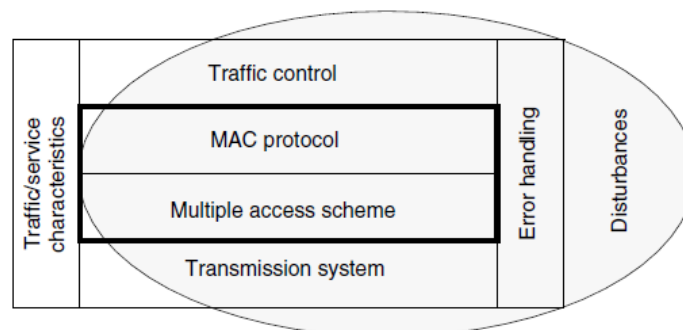 Traffic/service
characteristics
Traffic control
MAC protocol
Multiple access scheme
Transmission system
Error handling
Disturbances